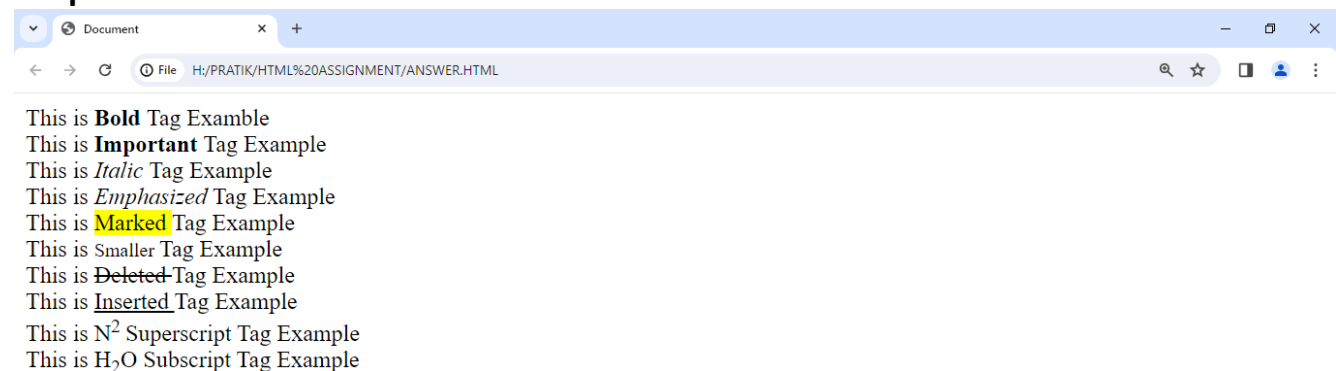 Document
File H:/PRATIK/HTML%20ASSIGNMENT/ANSWER.HTML
This is Bold Tag Examble
This is Important Tag Example
This is Italic Tag Example
This is Emphasized Tag Example
This is Marked Tag Example
This is Smaller Tag Example
This is Deleted Tag Example
This is Inserted Tag Example
This is N² Superscript Tag Example
This is H₂O Subscript Tag Example